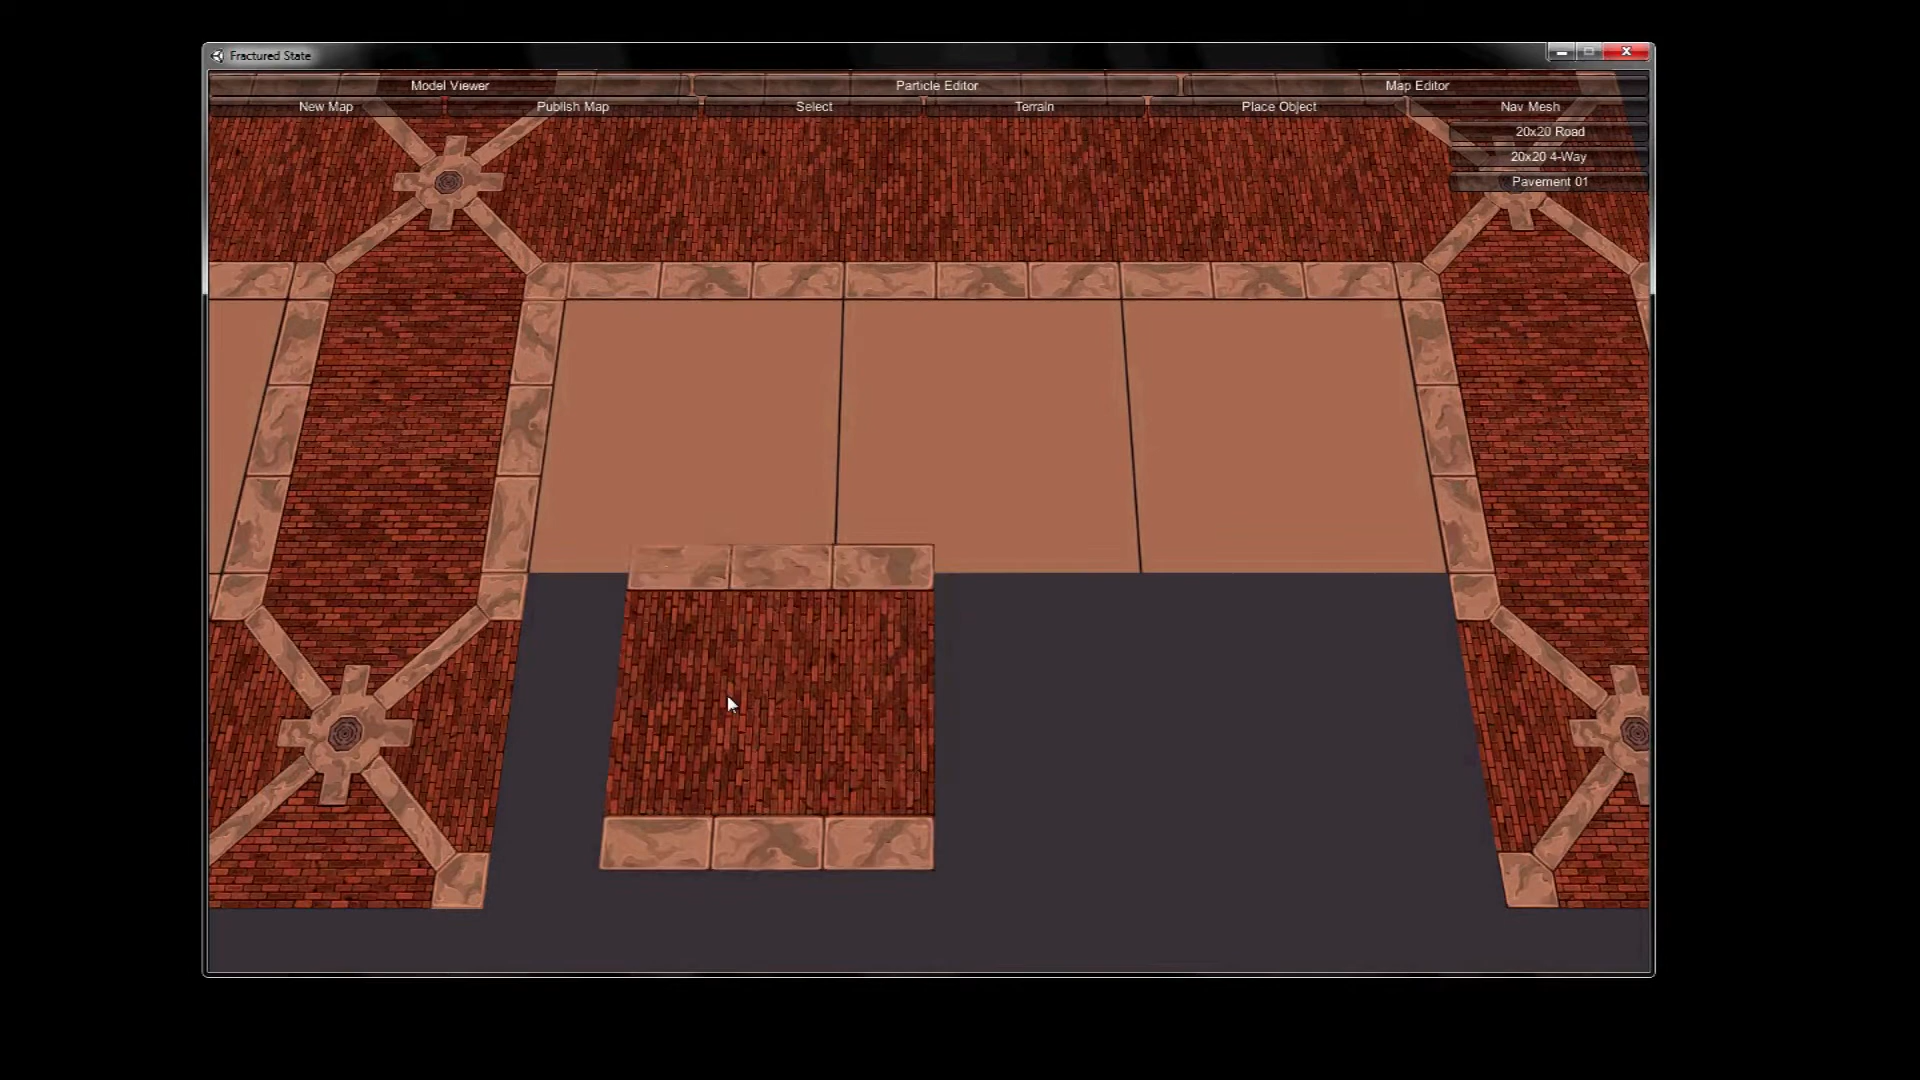 Fractured State
Model Viewer Particle Editor Map Editor
New Map Publish Map Select Terrain Place Object Nav Mesh
20x20 Road
20x20 4-Way
Pavement 01